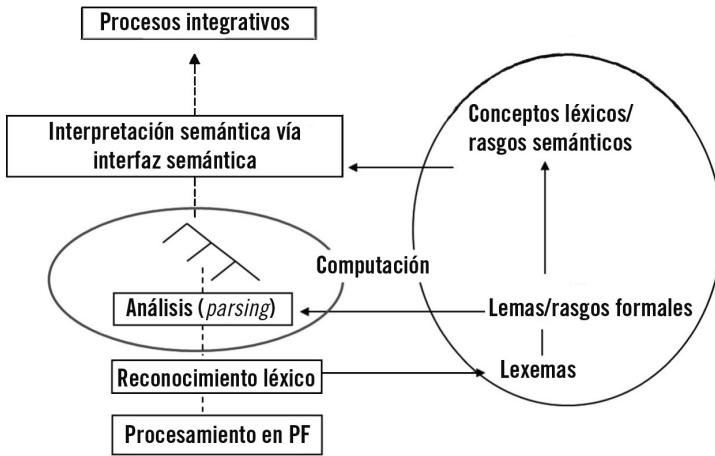 Procesos integrativos
Interpretación semántica vía
interfaz semántica
Conceptos léxicos/
rasgos semánticos
Computación
Análisis (parsing)
Lemas/rasgos formales
Reconocimiento léxico
Lexemas
Procesamiento en PF